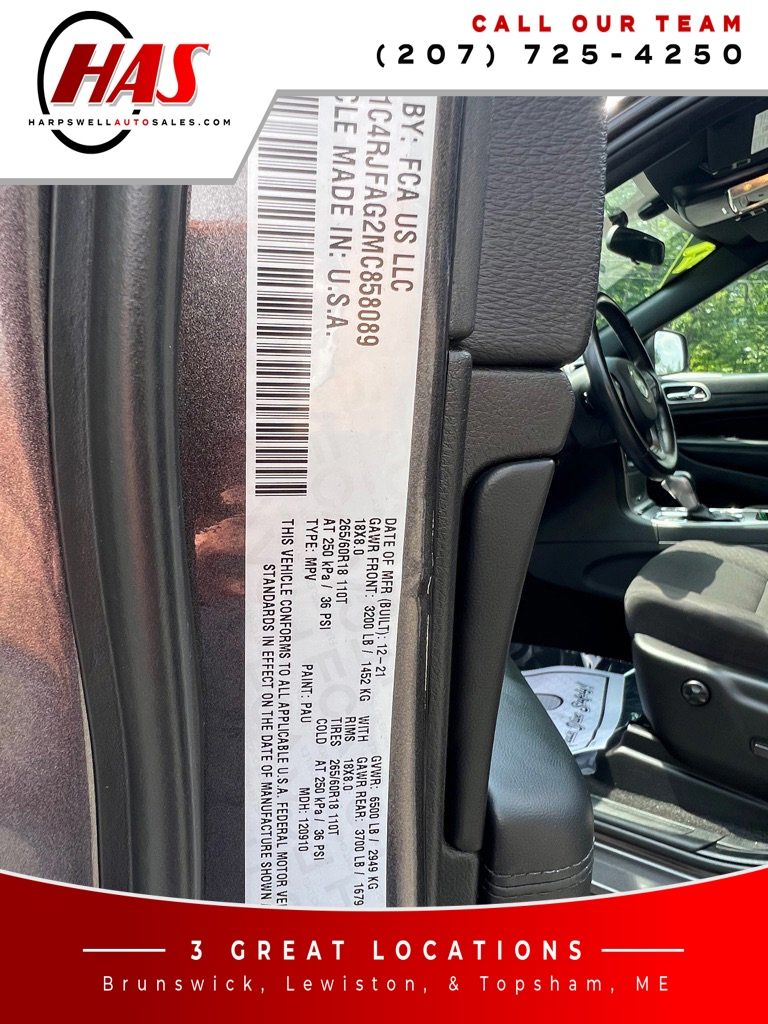 HAS
HARPSWELLAUTOSALES.COM
CALL OUR TEAM
(207) 725-4250
BY: FCA US LLC
1C4RJFAG2MC858089
CLE MADE IN: U.S.A.
DATE OF MFR (BUILT): 12-21 GVWR: 6500 LB / 2949 KG
GAWR FRONT: 3200 LB / 1452 KG WITH GAWR REAR: 3700 LB / 1679
18X8.0 RIMS 18X8.0
265/60R18 110T TIRES 265/60R18 110T
AT 250 kPa / 36 PSI COLD AT 250 kPa / 36 PSI
TYPE: MPV PAINT: PAU MDH: 120910
THIS VEHICLE CONFORMS TO ALL APPLICABLE U.S.A. FEDERAL MOTOR VE
STANDARDS IN EFFECT ON THE DATE OF MANUFACTURE SHOWN
3 GREAT LOCATIONS
Brunswick, Lewiston, & Topsham, ME